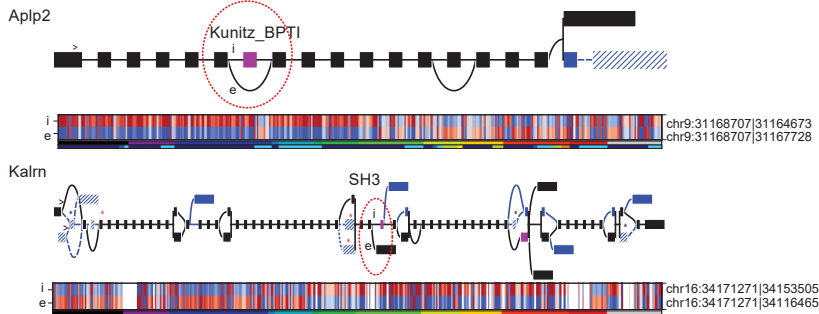 Aplp2
Kunitz_BPTI
>
i
e
i
e
chr9:31168707|31164673
chr9:31168707|31167728
Kalrn
SH3
>
*
*
*
>
i
*
*
*
e
i
e
chr16:34171271|34153505
chr16:34171271|34116465